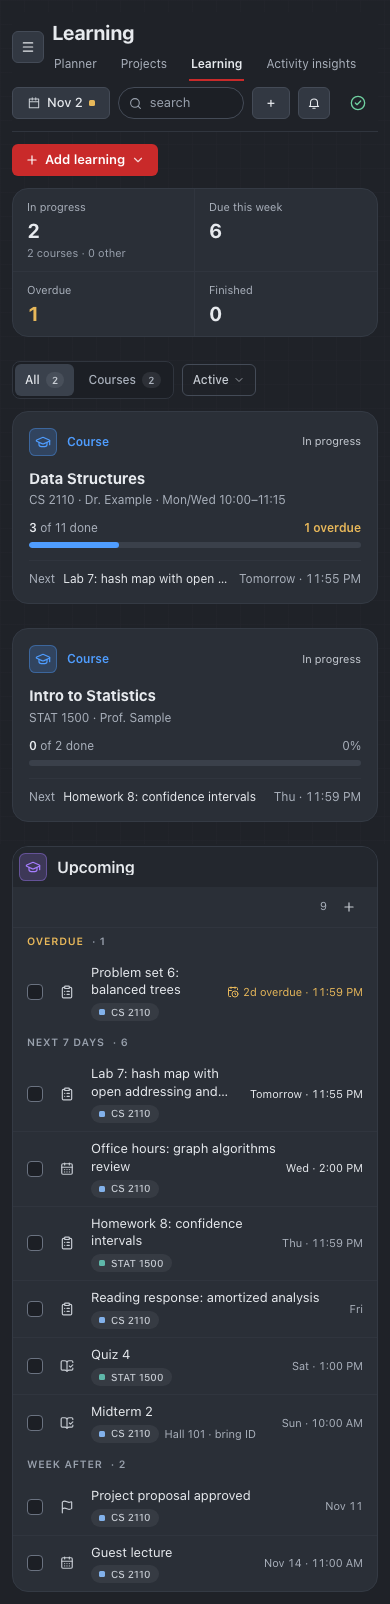 Learning
Planner Projects Learning Activity insights
Nov 2 search +
+ Add learning
In progress
2
2 courses · 0 other
Due this week
6
Overdue
1
Finished
0
All 2 Courses 2 Active
Course In progress
Data Structures
CS 2110 · Dr. Example · Mon/Wed 10:00–11:15
3 of 11 done 1 overdue
Next Lab 7: hash map with open ... Tomorrow · 11:55 PM
Course In progress
Intro to Statistics
STAT 1500 · Prof. Sample
0 of 2 done 0%
Next Homework 8: confidence intervals Thu · 11:59 PM
Upcoming
9 +
OVERDUE · 1
Problem set 6:
balanced trees
CS 2110
2d overdue · 11:59 PM
NEXT 7 DAYS · 6
Lab 7: hash map with
open addressing and...
CS 2110
Tomorrow · 11:55 PM
Office hours: graph algorithms
review
CS 2110
Wed · 2:00 PM
Homework 8: confidence
intervals
STAT 1500
Thu · 11:59 PM
Reading response: amortized analysis
CS 2110
Fri
Quiz 4
STAT 1500
Sat · 1:00 PM
Midterm 2
CS 2110 Hall 101 · bring ID
Sun · 10:00 AM
WEEK AFTER · 2
Project proposal approved
CS 2110
Nov 11
Guest lecture
CS 2110
Nov 14 · 11:00 AM